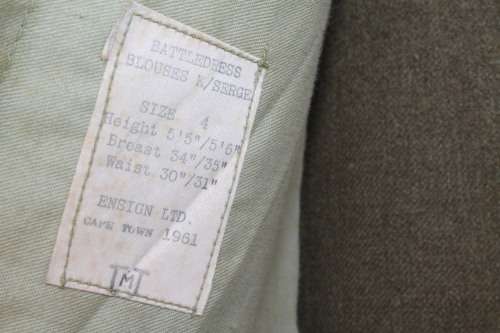 BATTLEDRESS
BLOUSES K/SERGE
SIZE 4
Height 5'5"/5'6"
Breast 34"/35"
Waist 30"/31"
ENSIGN LTD.
CAPE TOWN 1961
M